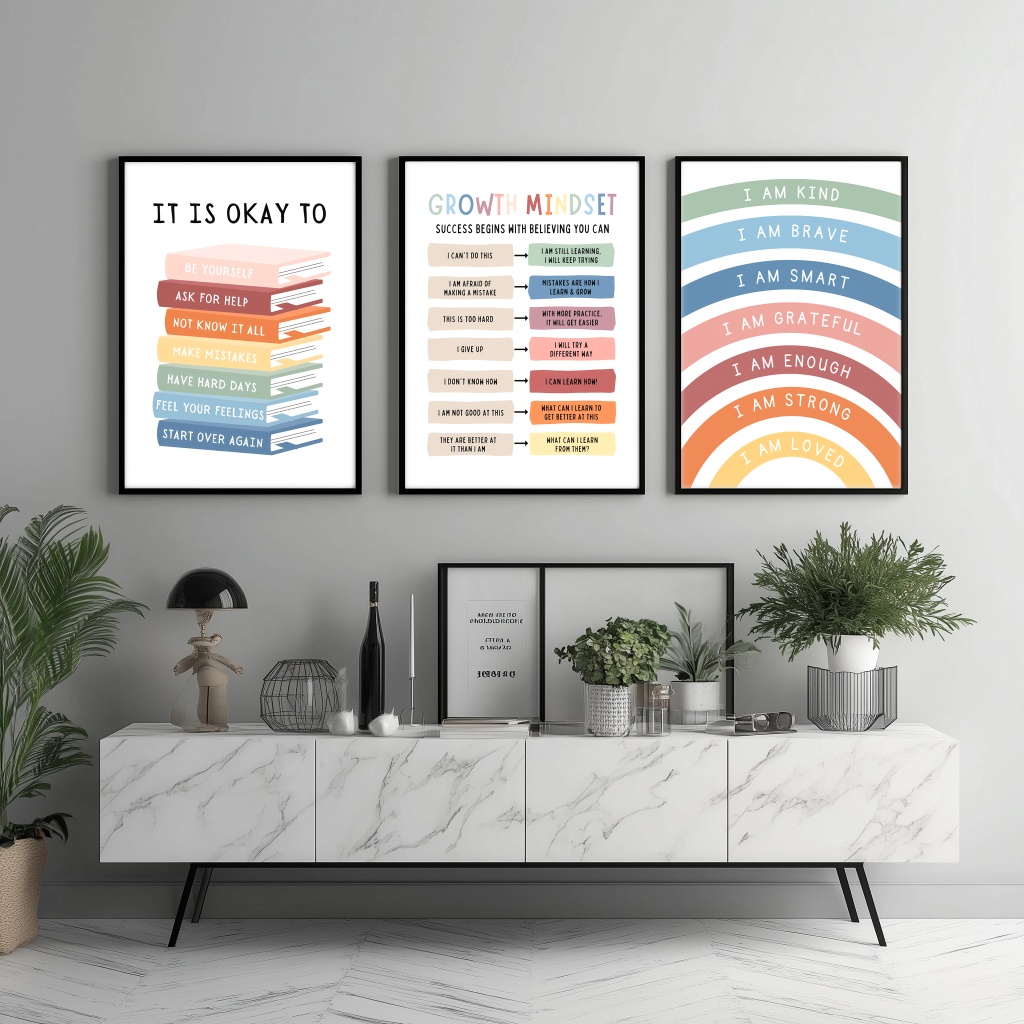 IT IS OKAY TO
BE YOURSELF
ASK FOR HELP
NOT KNOW IT ALL
MAKE MISTAKES
HAVE HARD DAYS
FEEL YOUR FEELINGS
START OVER AGAIN
GROWTH MINDSET
SUCCESS BEGINS WITH BELIEVING YOU CAN
I CAN'T DO THIS
I AM STILL LEARNING,
I WILL KEEP TRYING
I AM AFRAID OF
MAKING A MISTAKE
MISTAKES ARE HOW I
LEARN & GROW
THIS IS TOO HARD
WITH MORE PRACTICE,
IT WILL GET EASIER
I GIVE UP
I WILL TRY A
DIFFERENT WAY
I DON'T KNOW HOW
I CAN LEARN HOW!
I AM NOT GOOD AT THIS
WHAT CAN I LEARN TO
GET BETTER AT THIS
THEY ARE BETTER AT
IT THAN I AM
WHAT CAN I LEARN
FROM THEM?
I AM KIND
I AM BRAVE
I AM SMART
I AM GRATEFUL
I AM ENOUGH
I AM STRONG
I AM LOVED